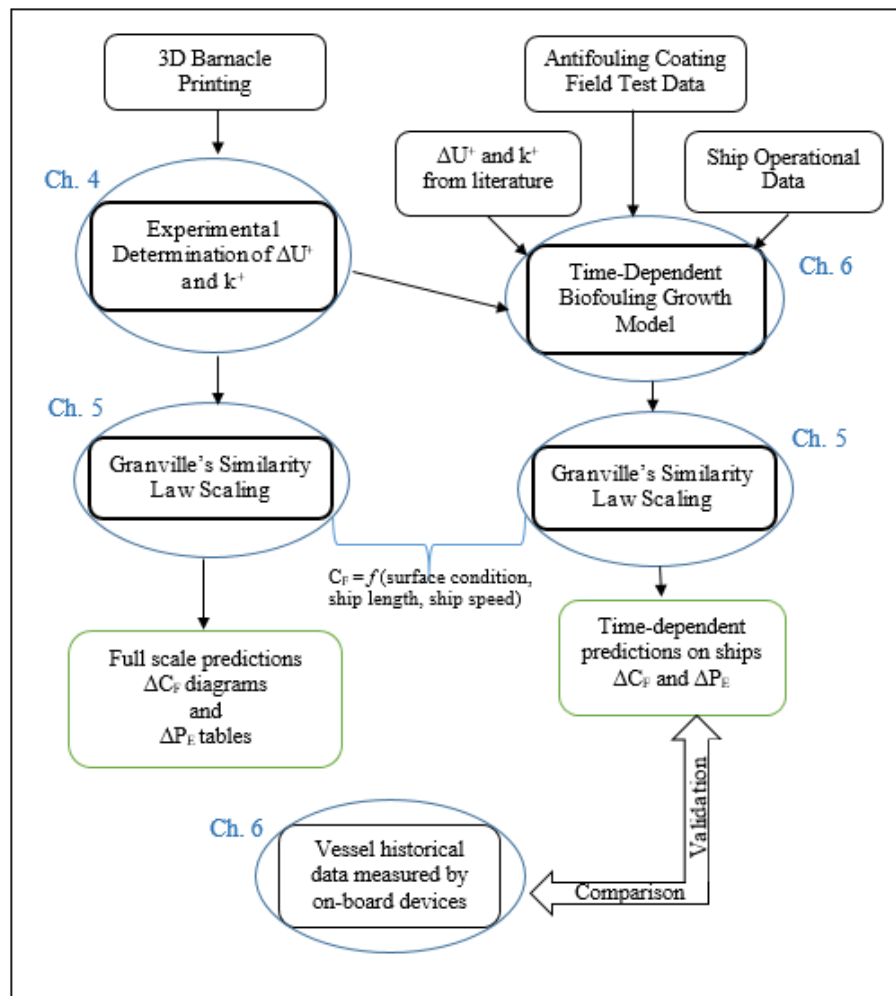 3D Barnacle
Printing
Antifouling Coating
Field Test Data
ΔU⁺ and k⁺
from literature
Ship Operational
Data
Ch. 4
Experimental
Determination of ΔU⁺
and k⁺
Ch. 6
Time-Dependent
Biofouling Growth
Model
Ch. 5
Granville’s Similarity
Law Scaling
Ch. 5
Granville’s Similarity
Law Scaling
C_F = f (surface condition,
ship length, ship speed)
Full scale predictions
ΔC_F diagrams
and
ΔP_E tables
Time-dependent
predictions on ships
ΔC_F and ΔP_E
Validation
Comparison
Ch. 6
Vessel historical
data measured by
on-board devices